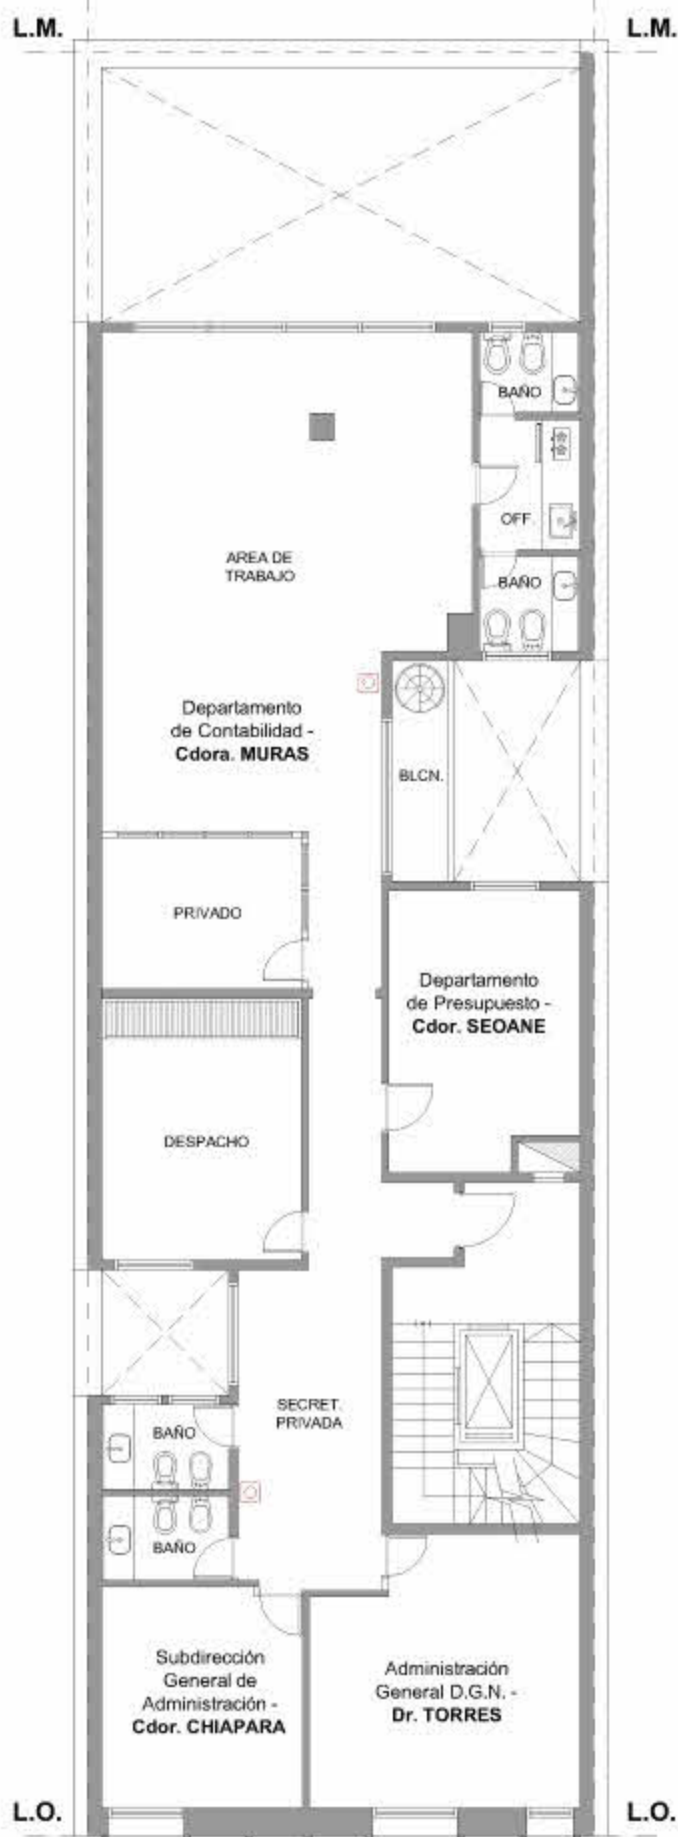 L.M.
L.M.
BAÑO
OFF.
AREA DE
TRABAJO
BAÑO
Departamento
de Contabilidad -
Cdora. MURAS
BLCN.
PRIVADO
Departamento
de Presupuesto -
Cdor. SEOANE
DESPACHO
SECRET.
PRIVADA
BAÑO
BAÑO
Subdirección
General de
Administración -
Cdor. CHIAPARA
Administración
General D.G.N. -
Dr. TORRES
L.O.
L.O.